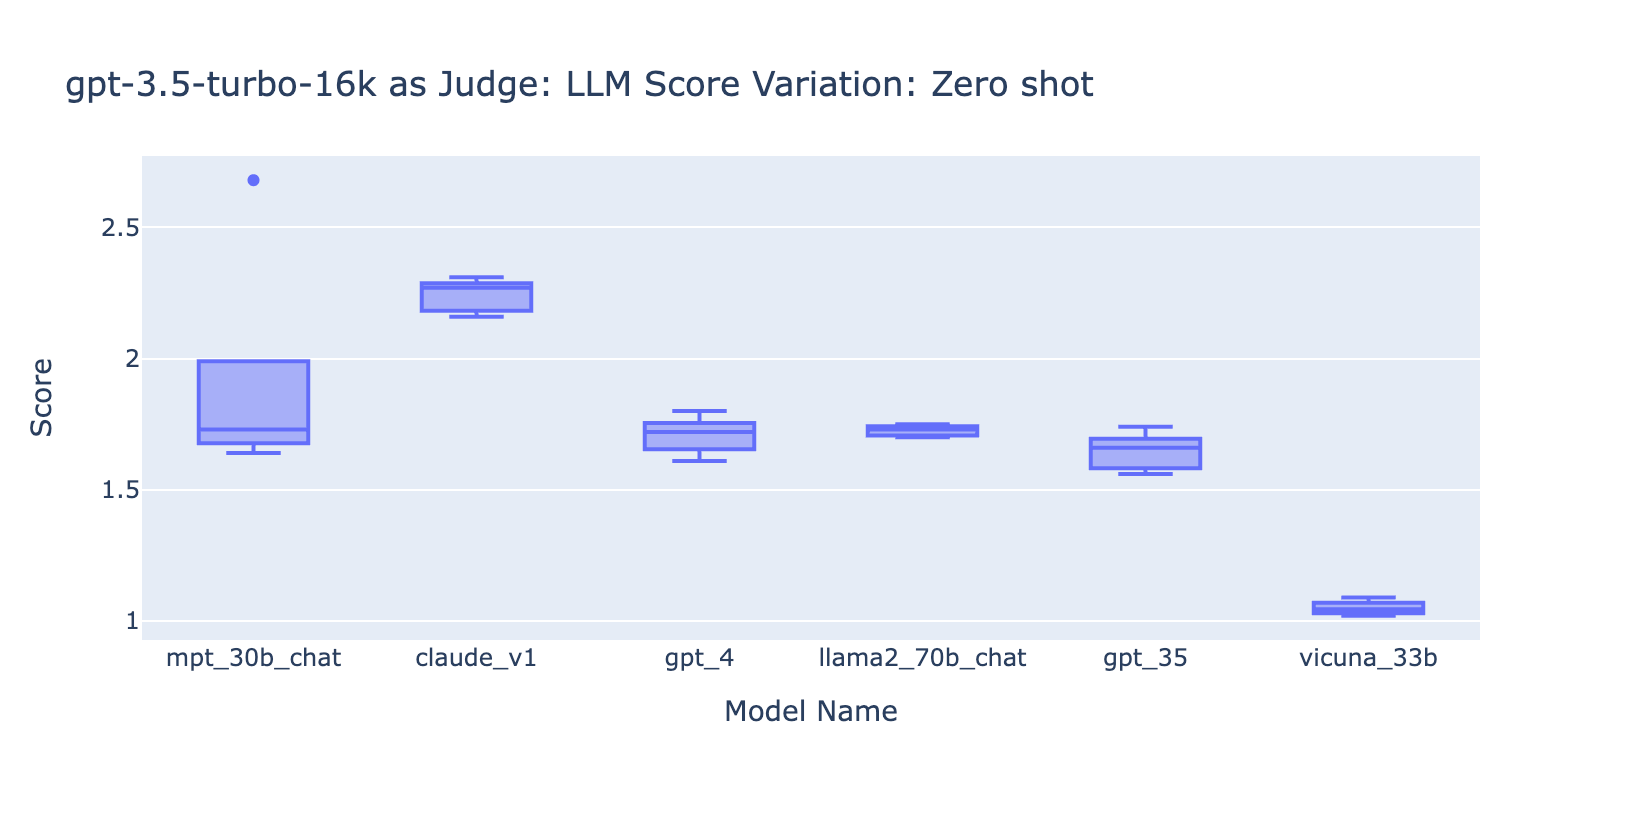 gpt-3.5-turbo-16k as Judge: LLM Score Variation: Zero shot
Score
2.5
2
1.5
1
mpt_30b_chat
claude_v1
gpt_4
llama2_70b_chat
gpt_35
vicuna_33b
Model Name